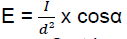 E = I/d² x cosα